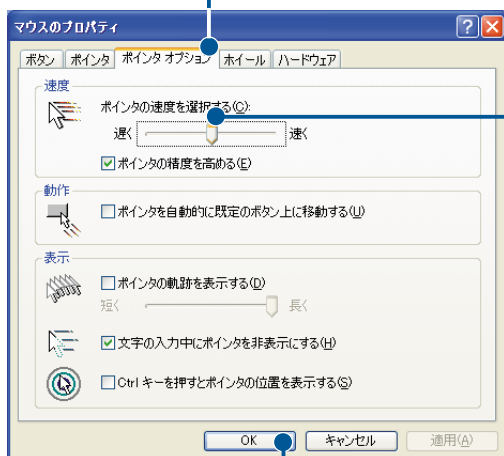 マウスのプロパティ
ボタン ポインタ ポインタ オプション ホイール ハードウェア
速度
ポインタの速度を選択する(C):
遅く 速く
ポインタの精度を高める(E)
動作
ポインタを自動的に既定のボタン上に移動する(U)
表示
ポインタの軌跡を表示する(D)
短く 長く
文字の入力中にポインタを非表示にする(H)
Ctrl キーを押すとポインタの位置を表示する(S)
OK キャンセル 適用(A)